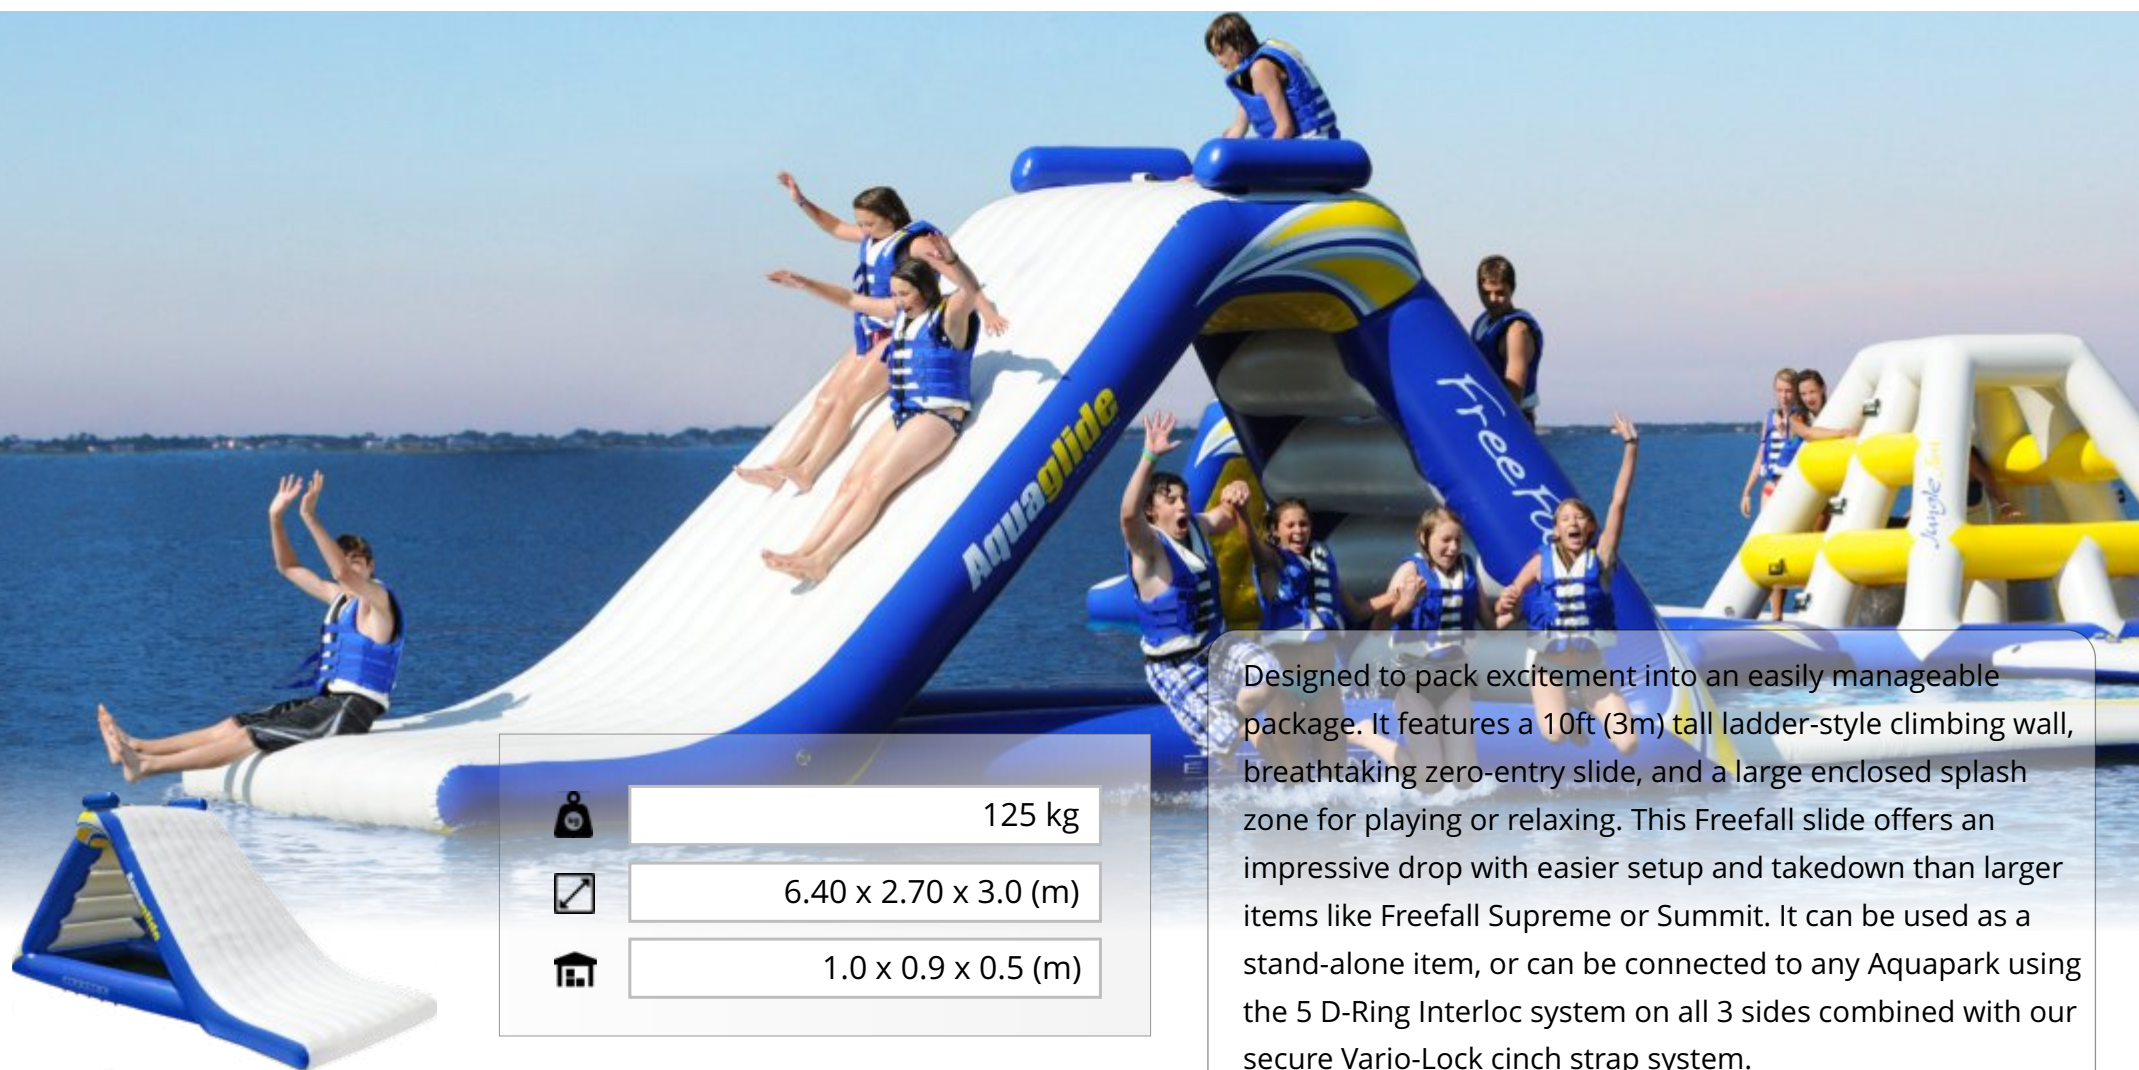 Aquaglide
FreeFa
Jungle
125 kg
6.40 x 2.70 x 3.0 (m)
1.0 x 0.9 x 0.5 (m)
Designed to pack excitement into an easily manageable
package. It features a 10ft (3m) tall ladder-style climbing wall,
breathtaking zero-entry slide, and a large enclosed splash
zone for playing or relaxing. This Freefall slide offers an
impressive drop with easier setup and takedown than larger
items like Freefall Supreme or Summit. It can be used as a
stand-alone item, or can be connected to any Aquapark using
the 5 D-Ring Interloc system on all 3 sides combined with our
secure Vario-Lock cinch strap system.